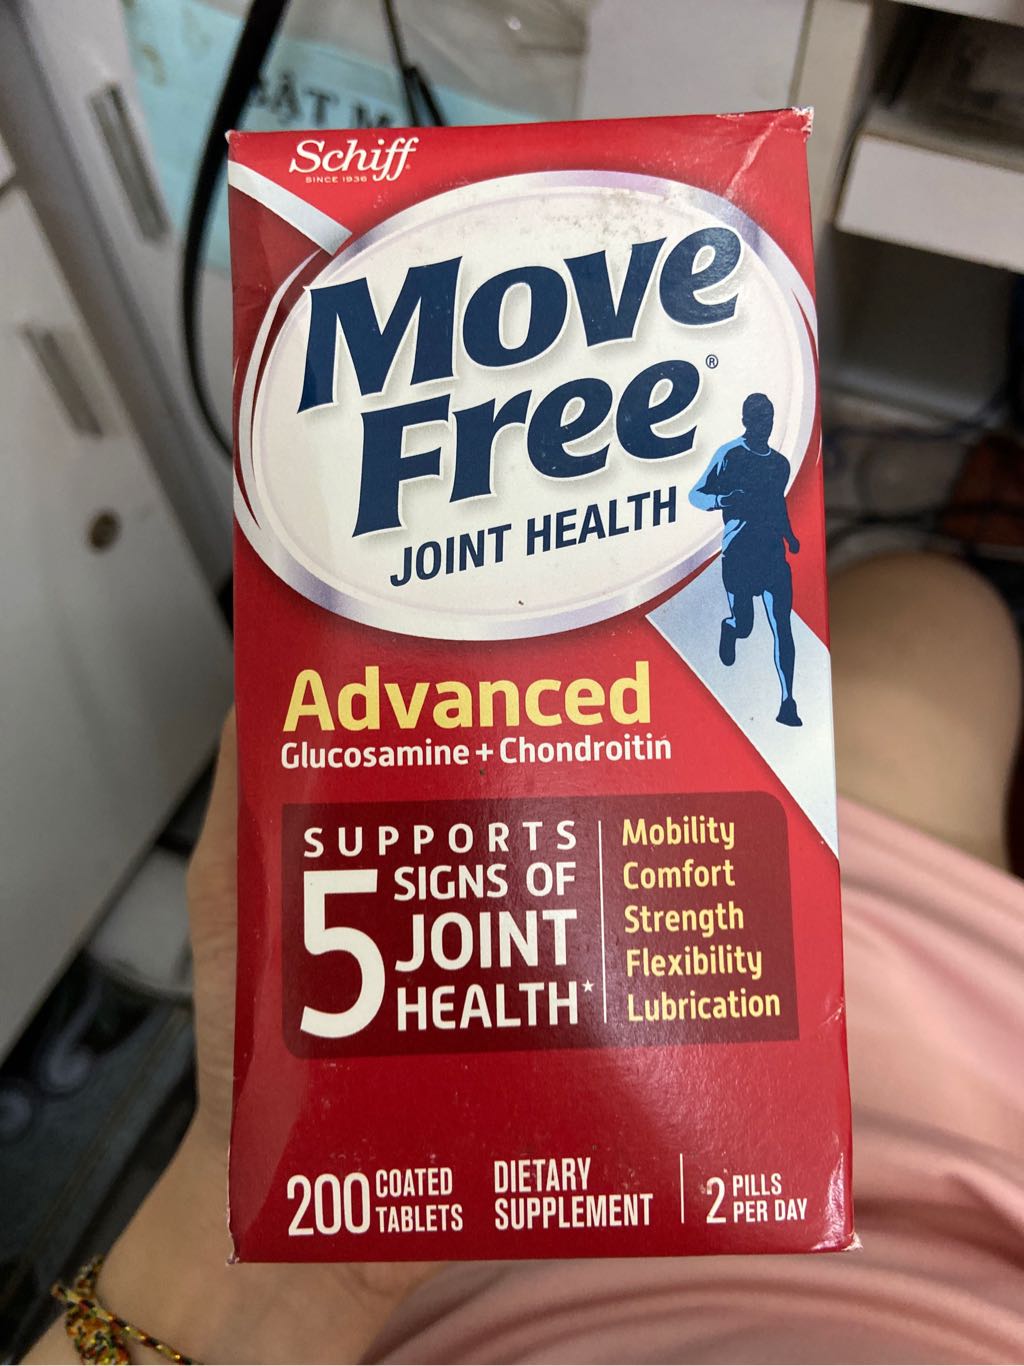 Schiff
SINCE 1936
Move
Free®
JOINT HEALTH
Advanced
Glucosamine + Chondroitin
SUPPORTS
5 SIGNS OF
JOINT
HEALTH*
Mobility
Comfort
Strength
Flexibility
Lubrication
200 COATED
TABLETS
DIETARY
SUPPLEMENT
2 PILLS
PER DAY